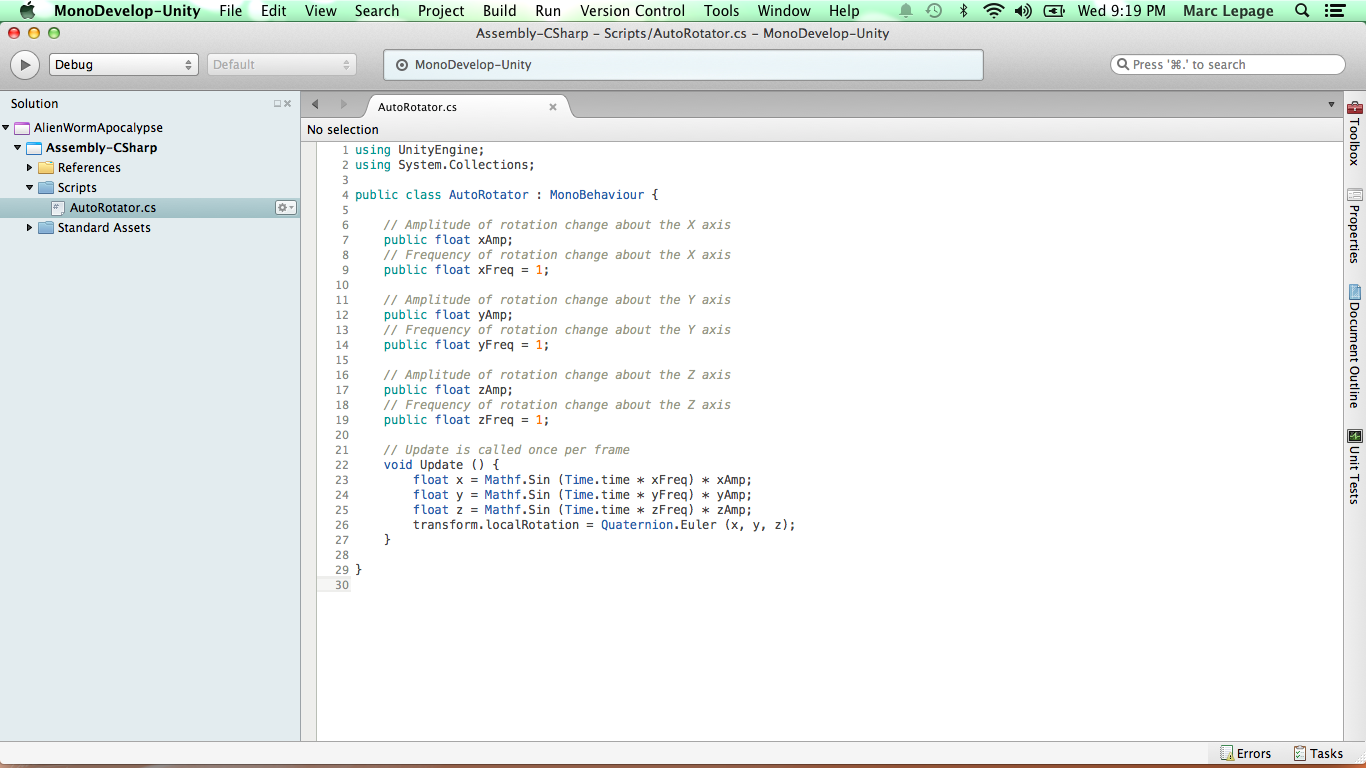 MonoDevelop-Unity File Edit View Search Project Build Run Version Control Tools Window Help Wed 9:19 PM Marc Lepage
Assembly-CSharp – Scripts/AutoRotator.cs – MonoDevelop-Unity
Debug Default MonoDevelop-Unity Press '⌘.' to search
Solution
AlienWormApocalypse
Assembly-CSharp
References
Scripts
AutoRotator.cs
Standard Assets
AutoRotator.cs
No selection
1 using UnityEngine;
2 using System.Collections;
3
4 public class AutoRotator : MonoBehaviour {
5
6     // Amplitude of rotation change about the X axis
7     public float xAmp;
8     // Frequency of rotation change about the X axis
9     public float xFreq = 1;
10
11     // Amplitude of rotation change about the Y axis
12     public float yAmp;
13     // Frequency of rotation change about the Y axis
14     public float yFreq = 1;
15
16     // Amplitude of rotation change about the Z axis
17     public float zAmp;
18     // Frequency of rotation change about the Z axis
19     public float zFreq = 1;
20
21     // Update is called once per frame
22     void Update () {
23         float x = Mathf.Sin (Time.time * xFreq) * xAmp;
24         float y = Mathf.Sin (Time.time * yFreq) * yAmp;
25         float z = Mathf.Sin (Time.time * zFreq) * zAmp;
26         transform.localRotation = Quaternion.Euler (x, y, z);
27     }
28
29 }
30
Toolbox
Properties
Document Outline
Unit Tests
Errors Tasks